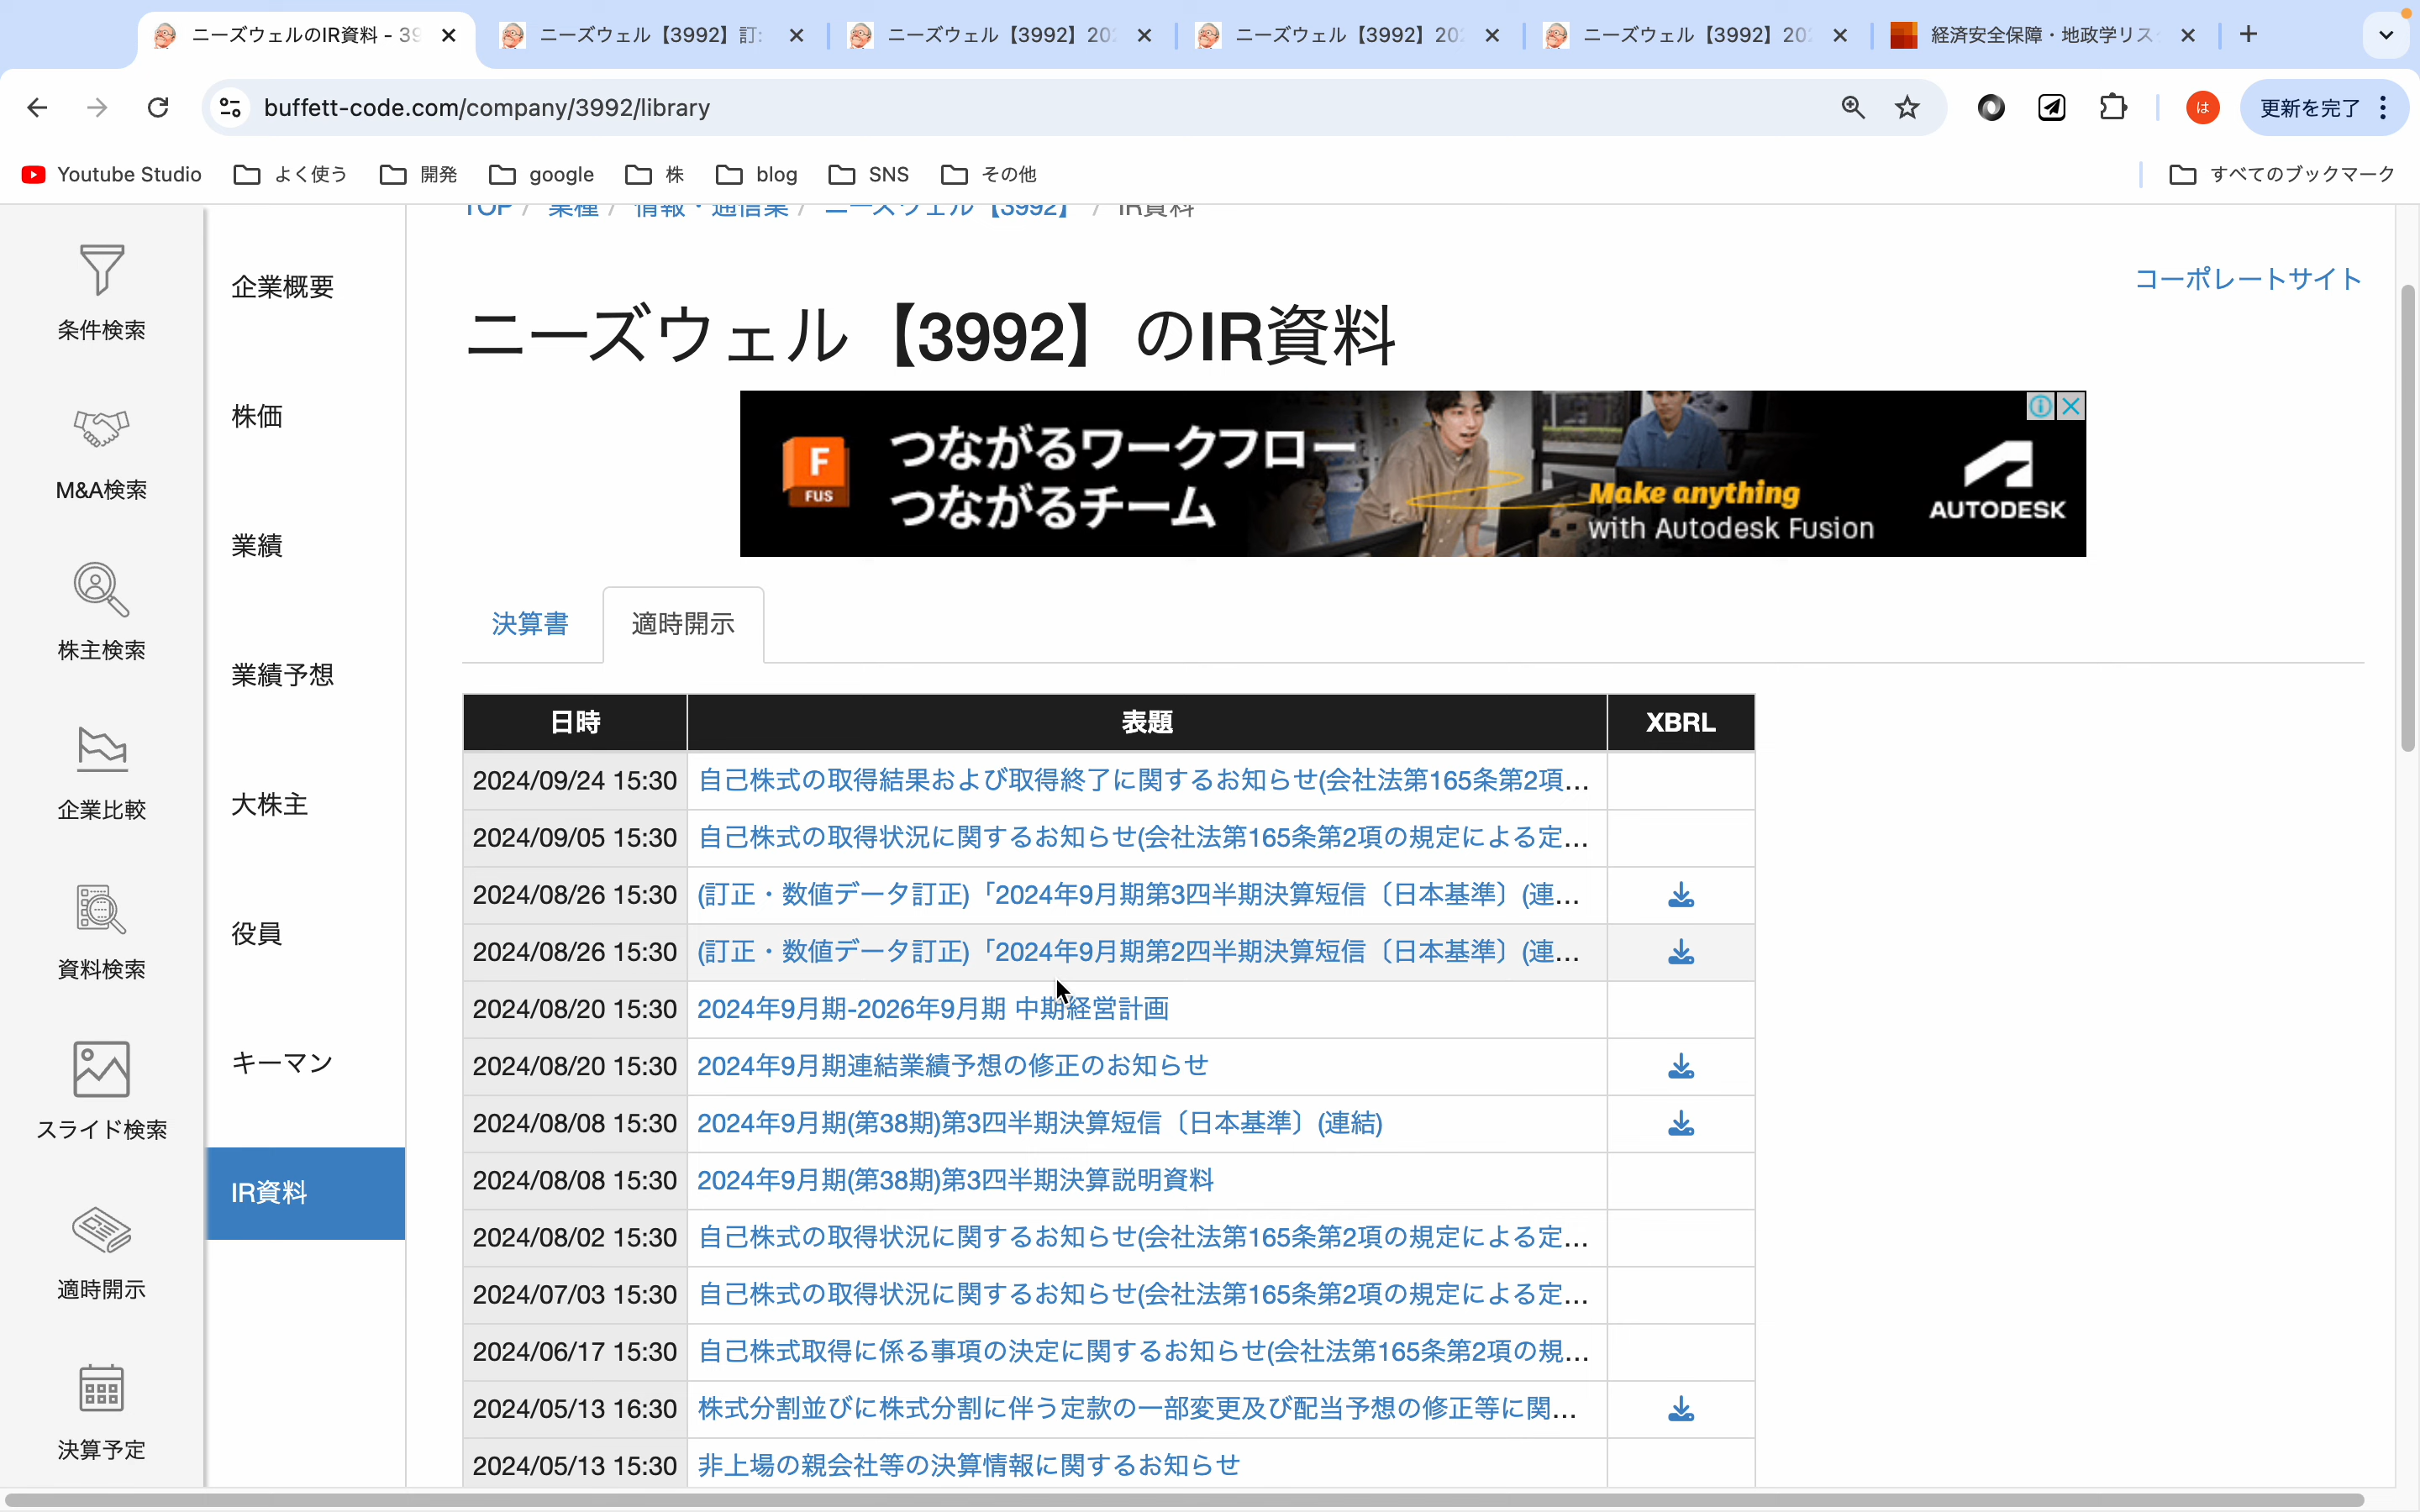 ニーズウェルのIR資料 - 39
ニーズウェル【3992】訂:
ニーズウェル【3992】20
ニーズウェル【3992】20
ニーズウェル【3992】20
経済安全保障・地政学リス
buffett-code.com/company/3992/library
は
更新を完了
Youtube Studio
よく使う
開発
google
株
blog
SNS
その他
すべてのブックマーク
TOP / 業種 / 情報・通信業 / ニーズウェル【3992】 / IR資料
条件検索
M&A検索
株主検索
企業比較
資料検索
スライド検索
適時開示
決算予定
企業概要
株価
業績
業績予想
大株主
役員
キーマン
IR資料
コーポレートサイト
ニーズウェル【3992】のIR資料
F
FUS
つながるワークフロー
つながるチーム
Make anything
with Autodesk Fusion
AUTODESK
決算書
適時開示
日時 表題 XBRL
2024/09/24 15:30 自己株式の取得結果および取得終了に関するお知らせ(会社法第165条第2項...
2024/09/05 15:30 自己株式の取得状況に関するお知らせ(会社法第165条第2項の規定による定...
2024/08/26 15:30 (訂正・数値データ訂正)「2024年9月期第3四半期決算短信〔日本基準〕(連...
2024/08/26 15:30 (訂正・数値データ訂正)「2024年9月期第2四半期決算短信〔日本基準〕(連...
2024/08/20 15:30 2024年9月期-2026年9月期 中期経営計画
2024/08/20 15:30 2024年9月期連結業績予想の修正のお知らせ
2024/08/08 15:30 2024年9月期(第38期)第3四半期決算短信〔日本基準〕(連結)
2024/08/08 15:30 2024年9月期(第38期)第3四半期決算説明資料
2024/08/02 15:30 自己株式の取得状況に関するお知らせ(会社法第165条第2項の規定による定...
2024/07/03 15:30 自己株式の取得状況に関するお知らせ(会社法第165条第2項の規定による定...
2024/06/17 15:30 自己株式取得に係る事項の決定に関するお知らせ(会社法第165条第2項の規...
2024/05/13 16:30 株式分割並びに株式分割に伴う定款の一部変更及び配当予想の修正等に関...
2024/05/13 15:30 非上場の親会社等の決算情報に関するお知らせ